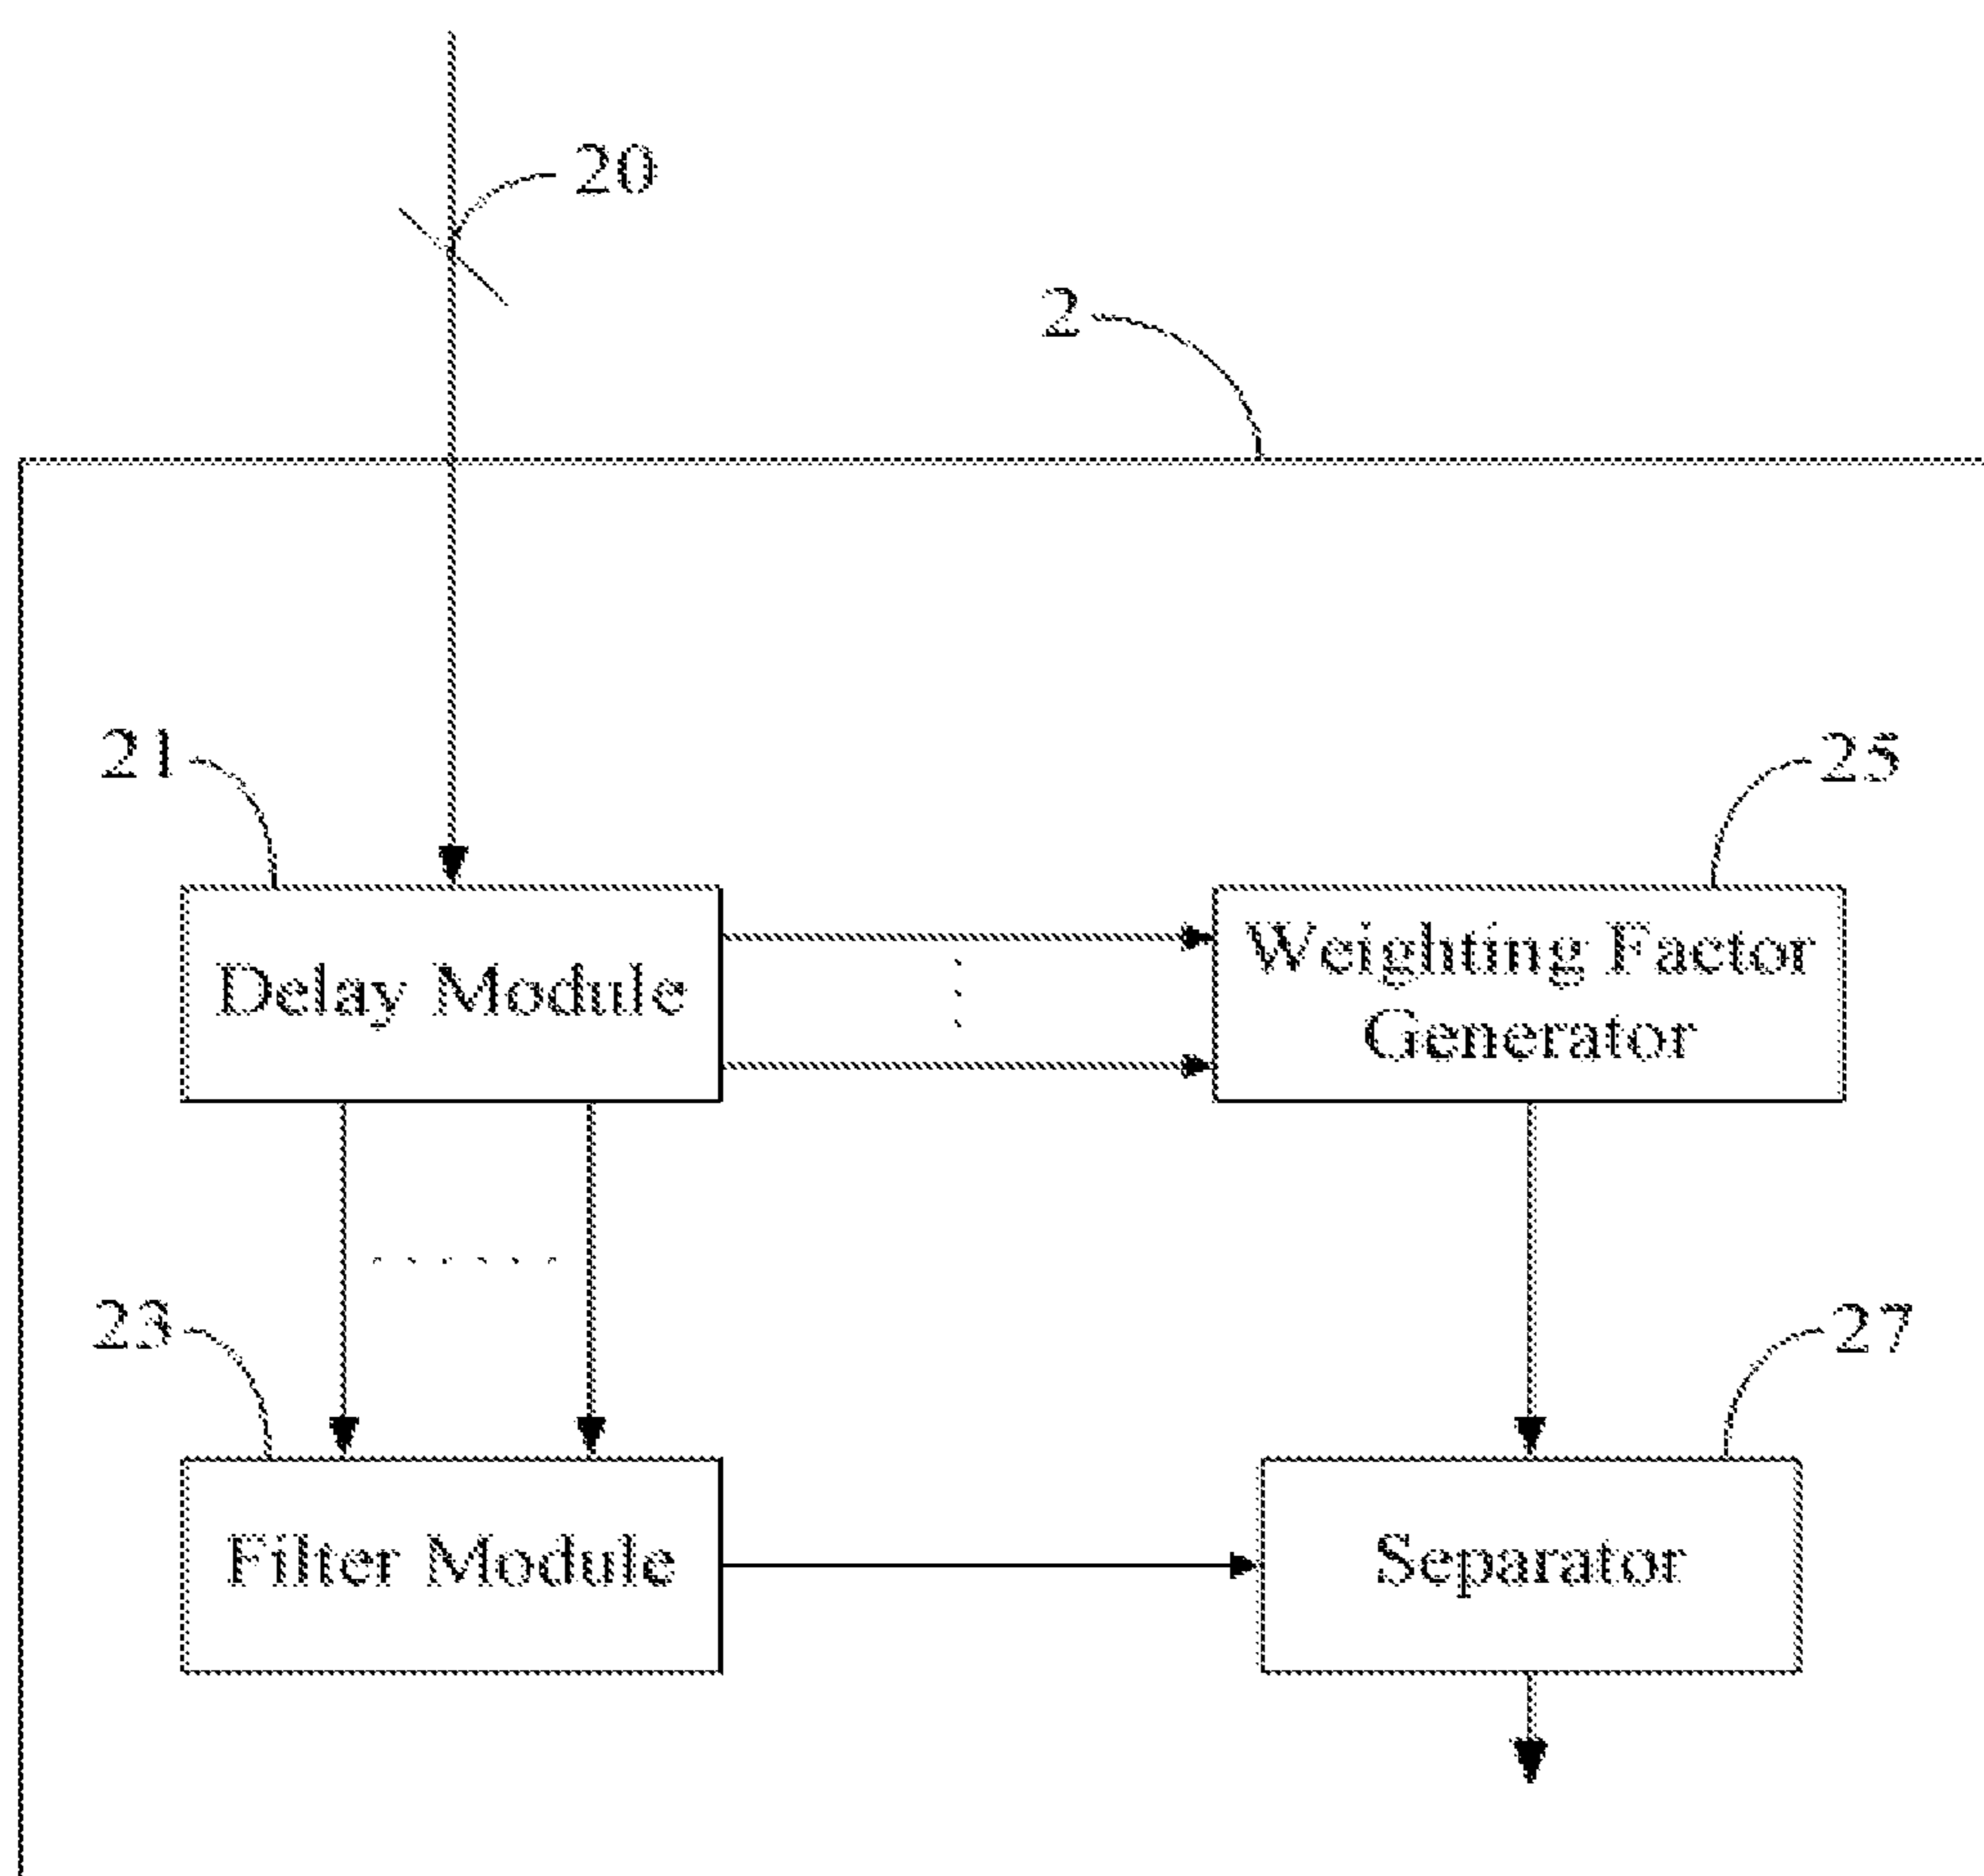 20
2
21
25
Delay Module
Weighting Factor
Generator
23
27
Filter Module
Separator